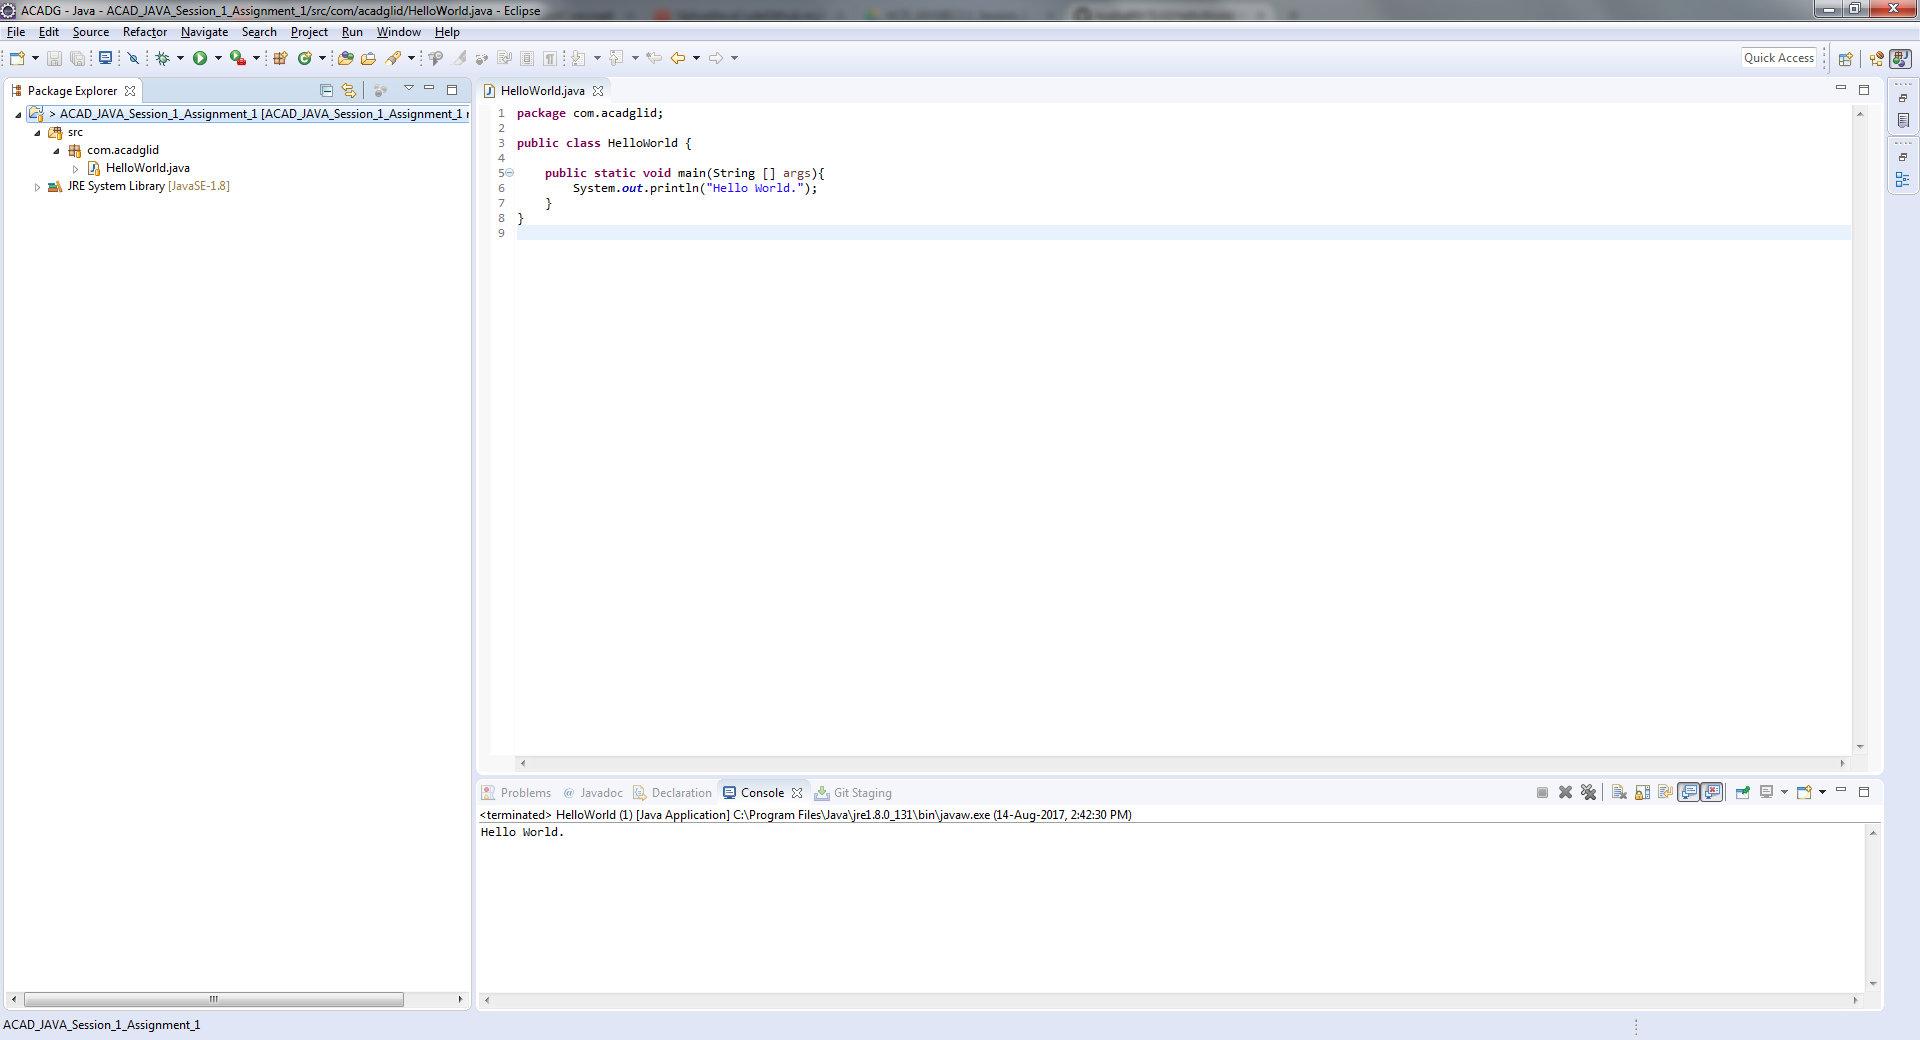 ACADG - Java - ACAD_JAVA_Session_1_Assignment_1/src/com/acadglid/HelloWorld.java - Eclipse
File Edit Source Refactor Navigate Search Project Run Window Help
Quick Access
Package Explorer
> ACAD_JAVA_Session_1_Assignment_1 [ACAD_JAVA_Session_1_Assignment_1
src
com.acadglid
HelloWorld.java
JRE System Library [JavaSE-1.8]
HelloWorld.java
1 package com.acadglid;
2
3 public class HelloWorld {
4
5 public static void main(String [] args){
6 System.out.println("Hello World.");
7 }
8 }
9
Problems @ Javadoc Declaration Console Git Staging
<terminated> HelloWorld (1) [Java Application] C:\Program Files\Java\jre1.8.0_131\bin\javaw.exe (14-Aug-2017, 2:42:30 PM)
Hello World.
ACAD_JAVA_Session_1_Assignment_1